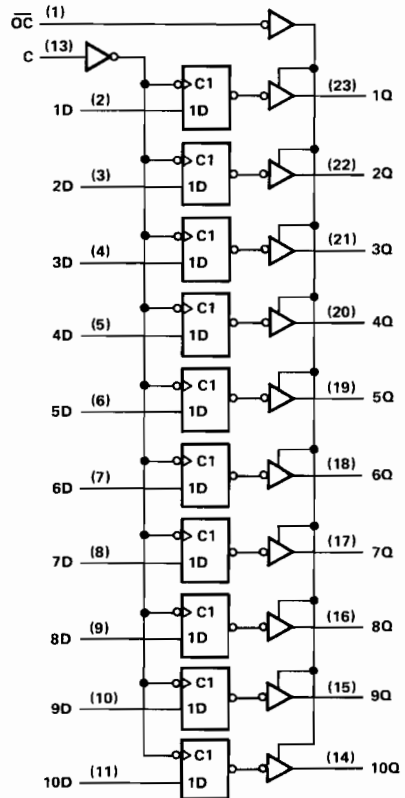 O̅C̅ (1)
C (13)
C1
1D (2) 1D (23) 1Q
C1
2D (3) 1D (22) 2Q
C1
3D (4) 1D (21) 3Q
C1
4D (5) 1D (20) 4Q
C1
5D (6) 1D (19) 5Q
C1
6D (7) 1D (18) 6Q
C1
7D (8) 1D (17) 7Q
C1
8D (9) 1D (16) 8Q
C1
9D (10) 1D (15) 9Q
C1
10D (11) 1D (14) 10Q